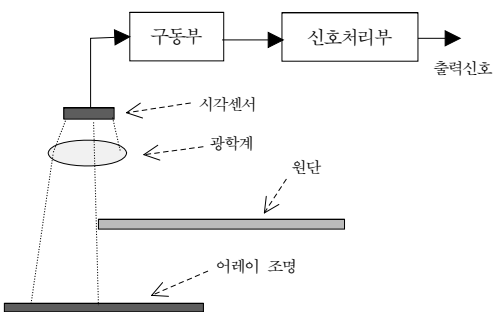 구동부
신호처리부
출력신호
시각센서
광학계
원단
어레이 조명